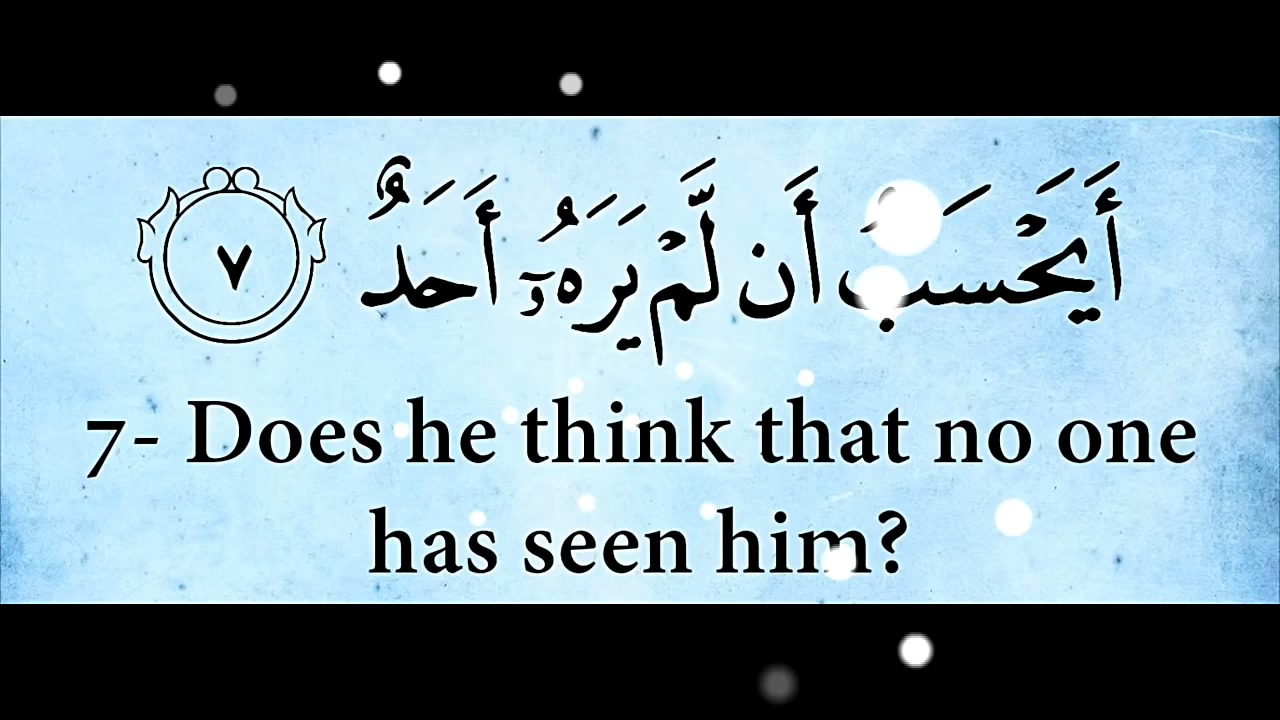 أَيَحْسَبُ أَن لَّمْ يَرَهُۥٓ أَحَدٌ ٧
7- Does he think that no one
has seen him?